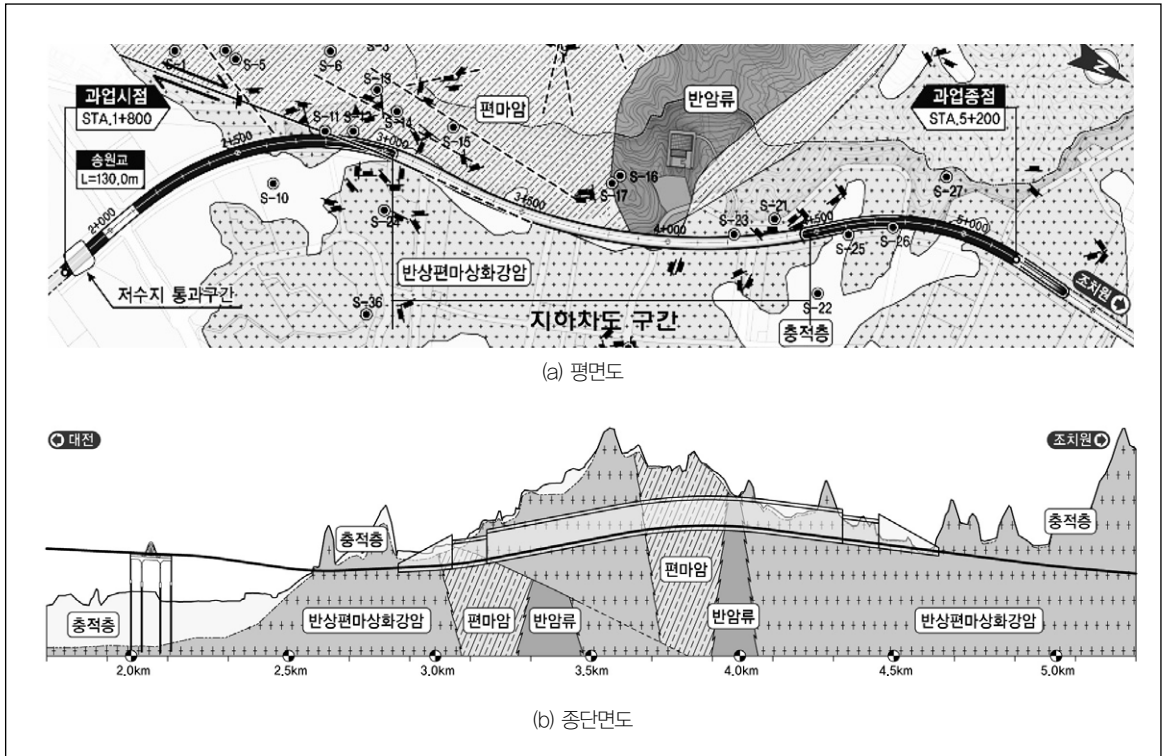 S-1
S-5
S-6
S-3
S-13
S-14
S-15
S-11
편마암
반암류
과업시점
STA.1+800
과업종점
STA.5+200
N
송원교
L=130.0m
2+000
2+500
3+000
3+500
4+000
5+000
S-10
S-24
S-16
S-17
S-23
S-21
S-25
S-26
S-27
S-22
S-36
저수지 통과구간
반상편마상화강암
지하차도 구간
충적층
조치원
(a) 평면도
대전
조치원
충적층
충적층
충적층
반상편마상화강암
편마암
반암류
편마암
반암류
반상편마상화강암
2.0km
2.5km
3.0km
3.5km
4.0km
4.5km
5.0km
(b) 종단면도